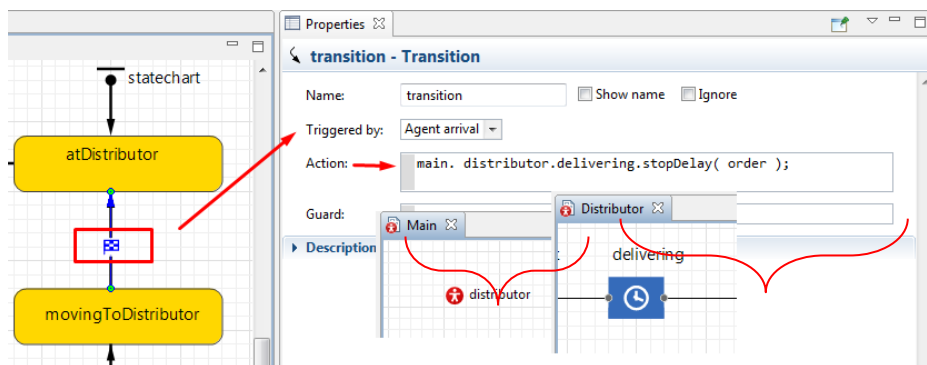 statechart
atDistributor
movingToDistributor
Properties
transition - Transition
Name: transition Show name Ignore
Triggered by: Agent arrival
Action: main. distributor.delivering.stopDelay( order );
Guard:
Description
Main
distributor
Distributor
delivering